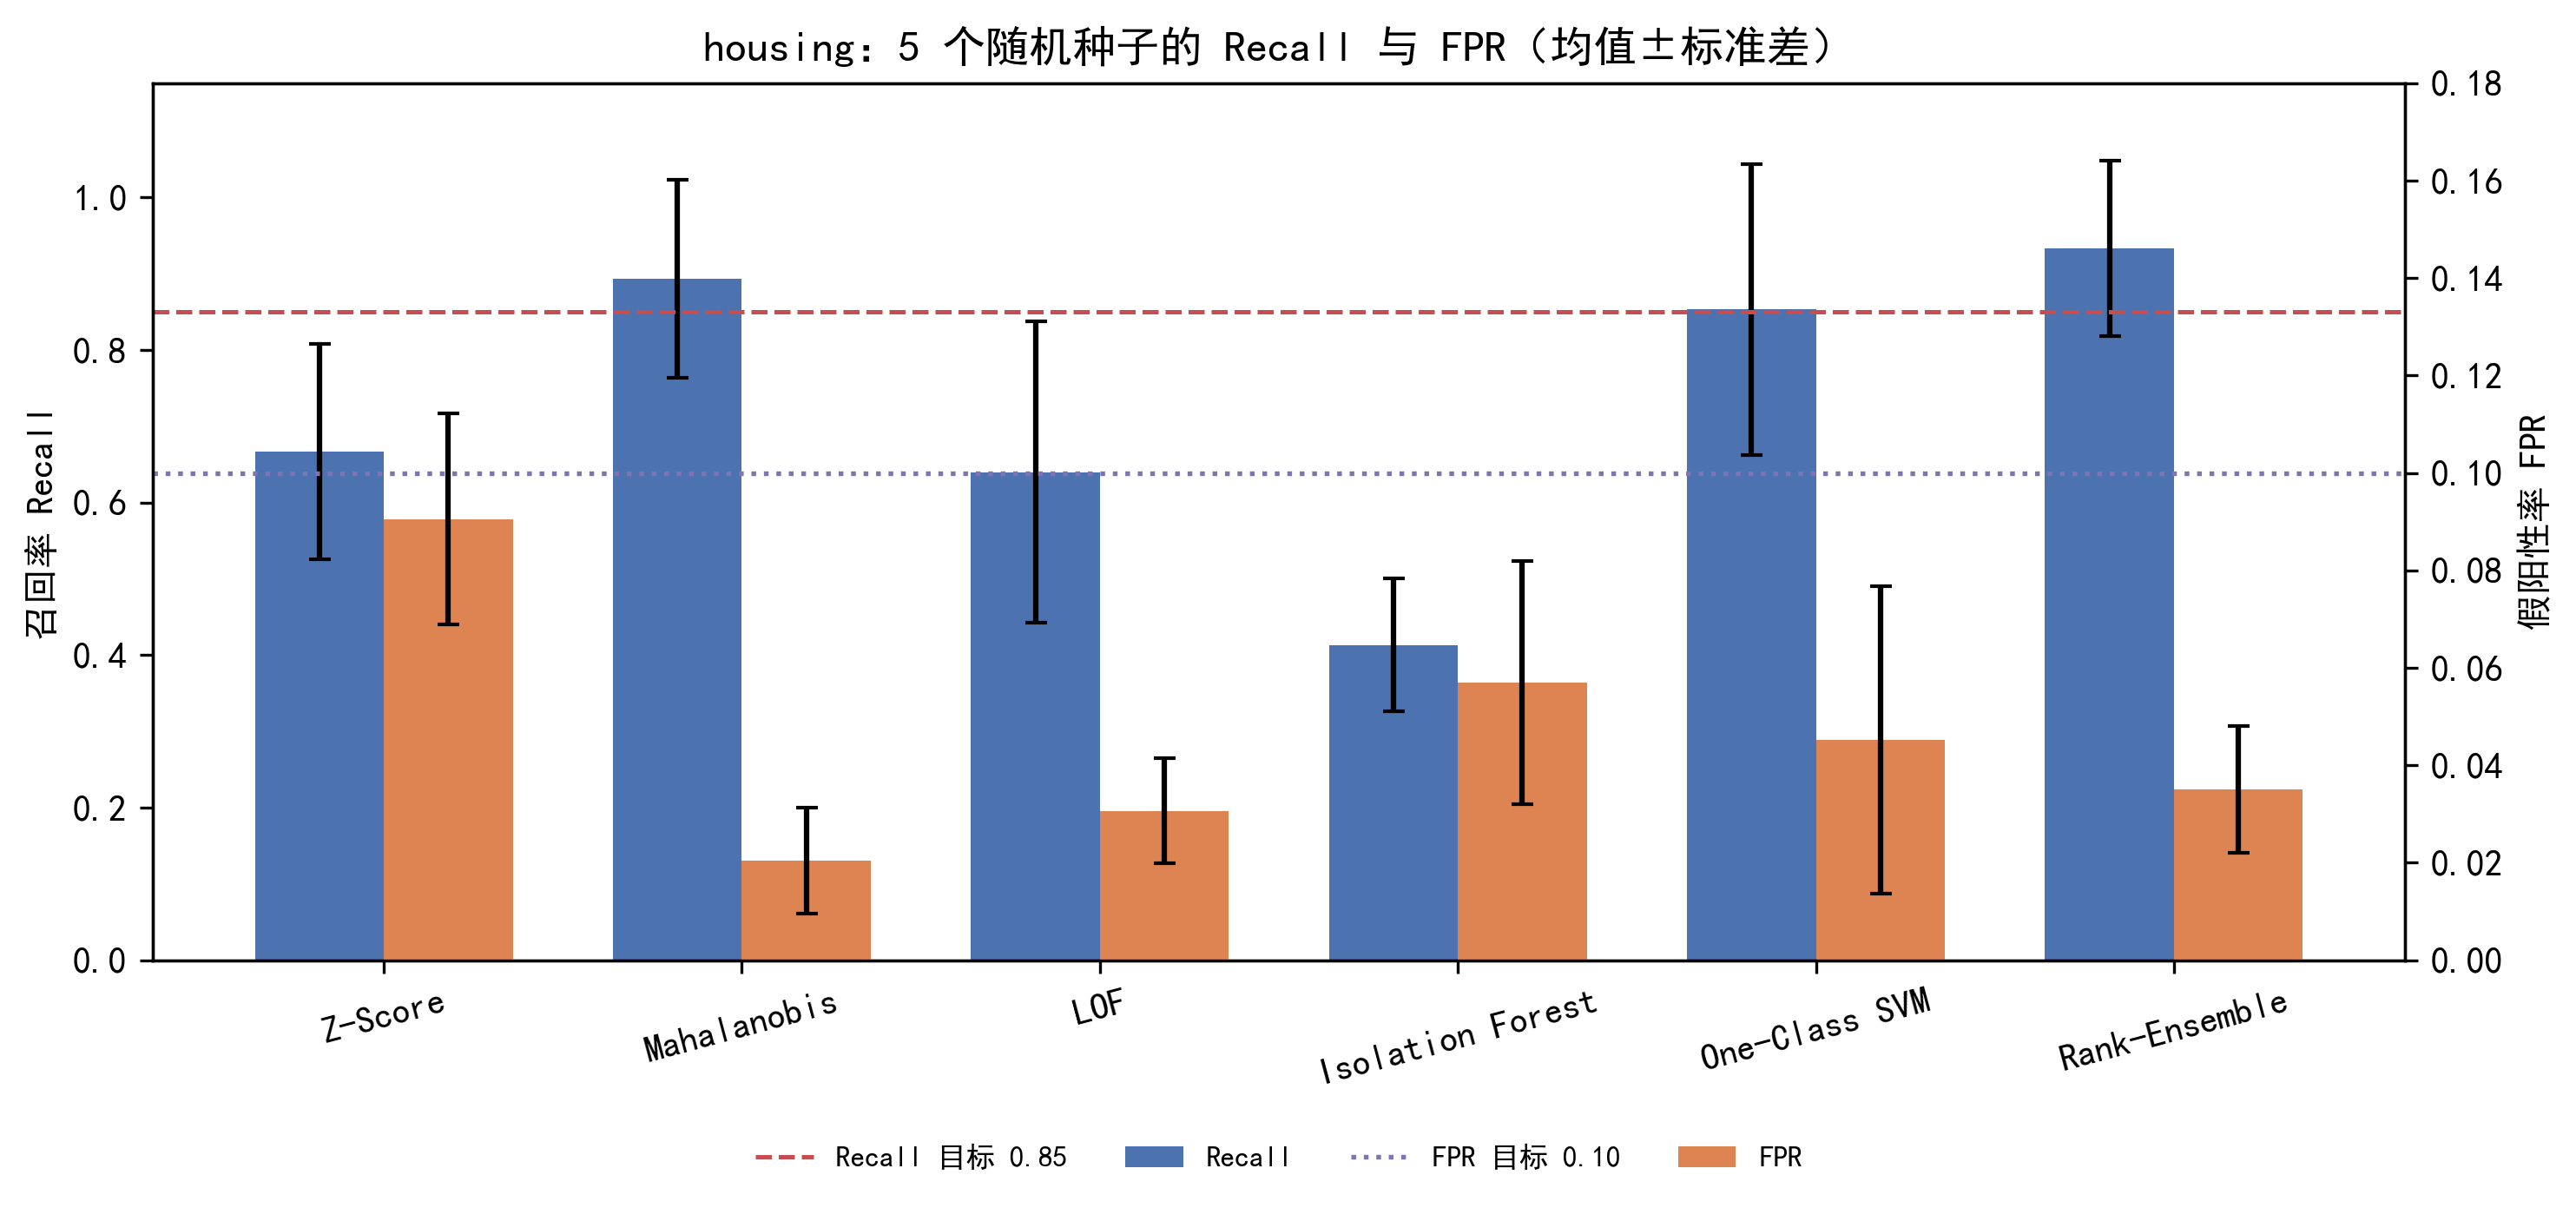 housing：5 个随机种子的 Recall 与 FPR（均值±标准差）
召回率 Recall
1.0
0.8
0.6
0.4
0.2
0.0
0.18
0.16
0.14
0.12
0.10
0.08
0.06
0.04
0.02
0.00
假阳性率 FPR
Z-Score
Mahalanobis
LOF
Isolation Forest
One-Class SVM
Rank-Ensemble
Recall 目标 0.85
Recall
FPR 目标 0.10
FPR